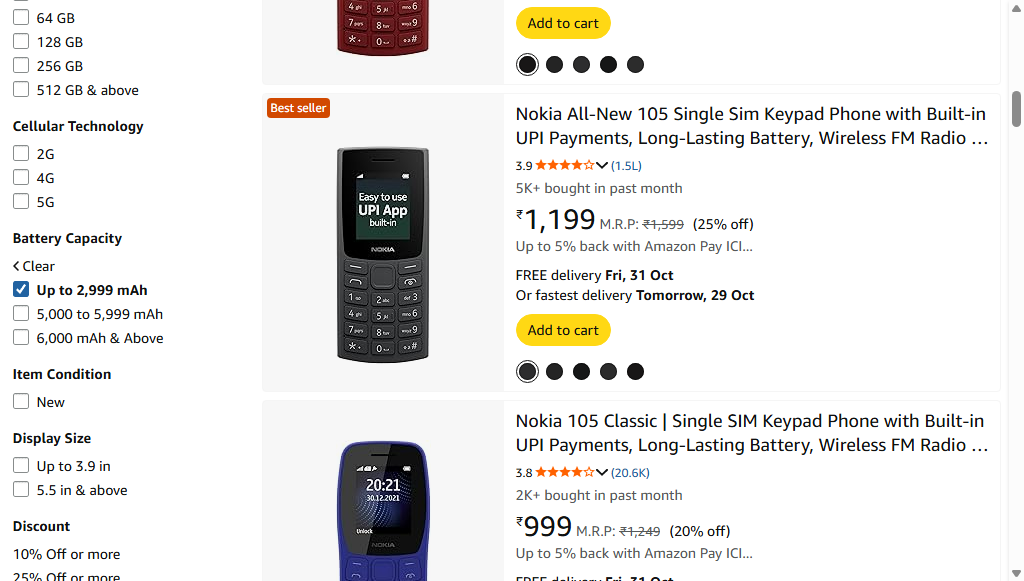 64 GB
128 GB
256 GB
512 GB & above
Cellular Technology
2G
4G
5G
Battery Capacity
Clear
Up to 2,999 mAh
5,000 to 5,999 mAh
6,000 mAh & Above
Item Condition
New
Display Size
Up to 3.9 in
5.5 in & above
Discount
10% Off or more
25% Off or more
Add to cart
Best seller
Easy to use
UPI App
built-in
NOKIA
Nokia All-New 105 Single Sim Keypad Phone with Built-in
UPI Payments, Long-Lasting Battery, Wireless FM Radio ...
3.9 (1.5L)
5K+ bought in past month
₹1,199 M.R.P: ₹1,599 (25% off)
Up to 5% back with Amazon Pay ICI...
FREE delivery Fri, 31 Oct
Or fastest delivery Tomorrow, 29 Oct
Add to cart
20:21
30.12.2021
Unlock
NOKIA
Nokia 105 Classic | Single SIM Keypad Phone with Built-in
UPI Payments, Long-Lasting Battery, Wireless FM Radio ...
3.8 (20.6K)
2K+ bought in past month
₹999 M.R.P: ₹1,249 (20% off)
Up to 5% back with Amazon Pay ICI...
FREE delivery Fri, 31 Oct